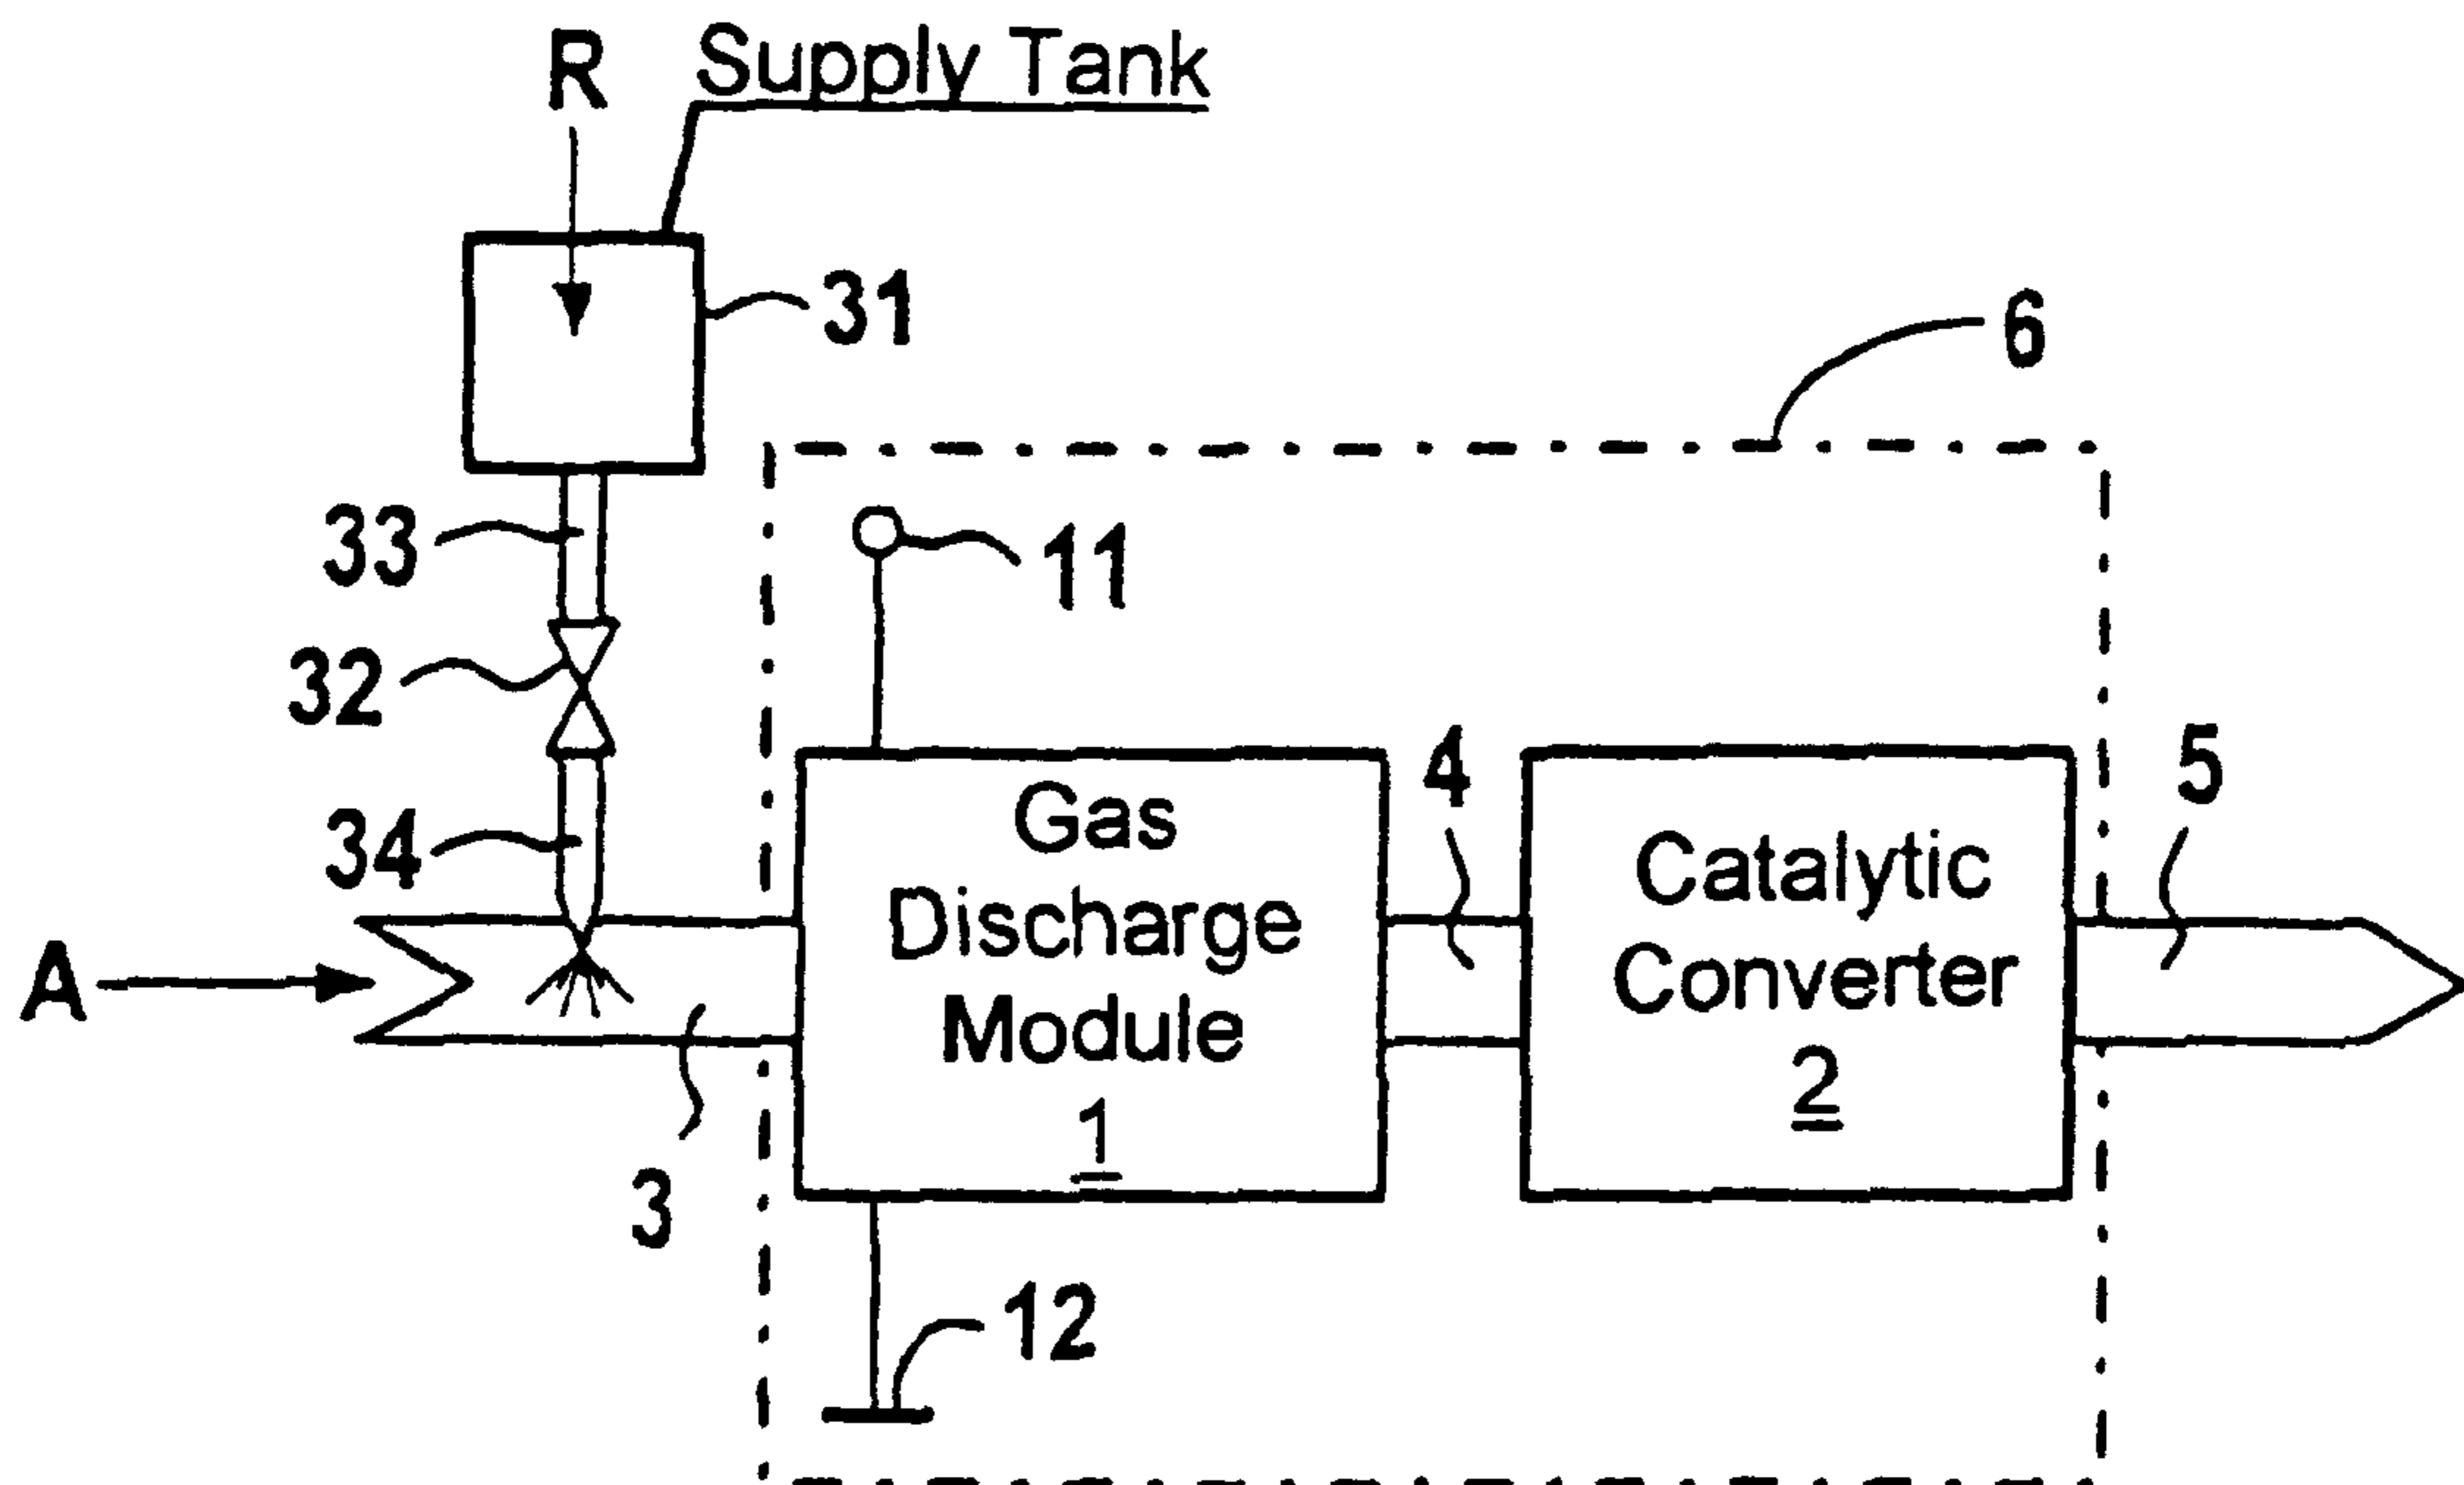 R Supply Tank
31
6
33
11
32
4
5
34
Gas
Discharge
Module
1
Catalytic
Converter
2
A
3
12